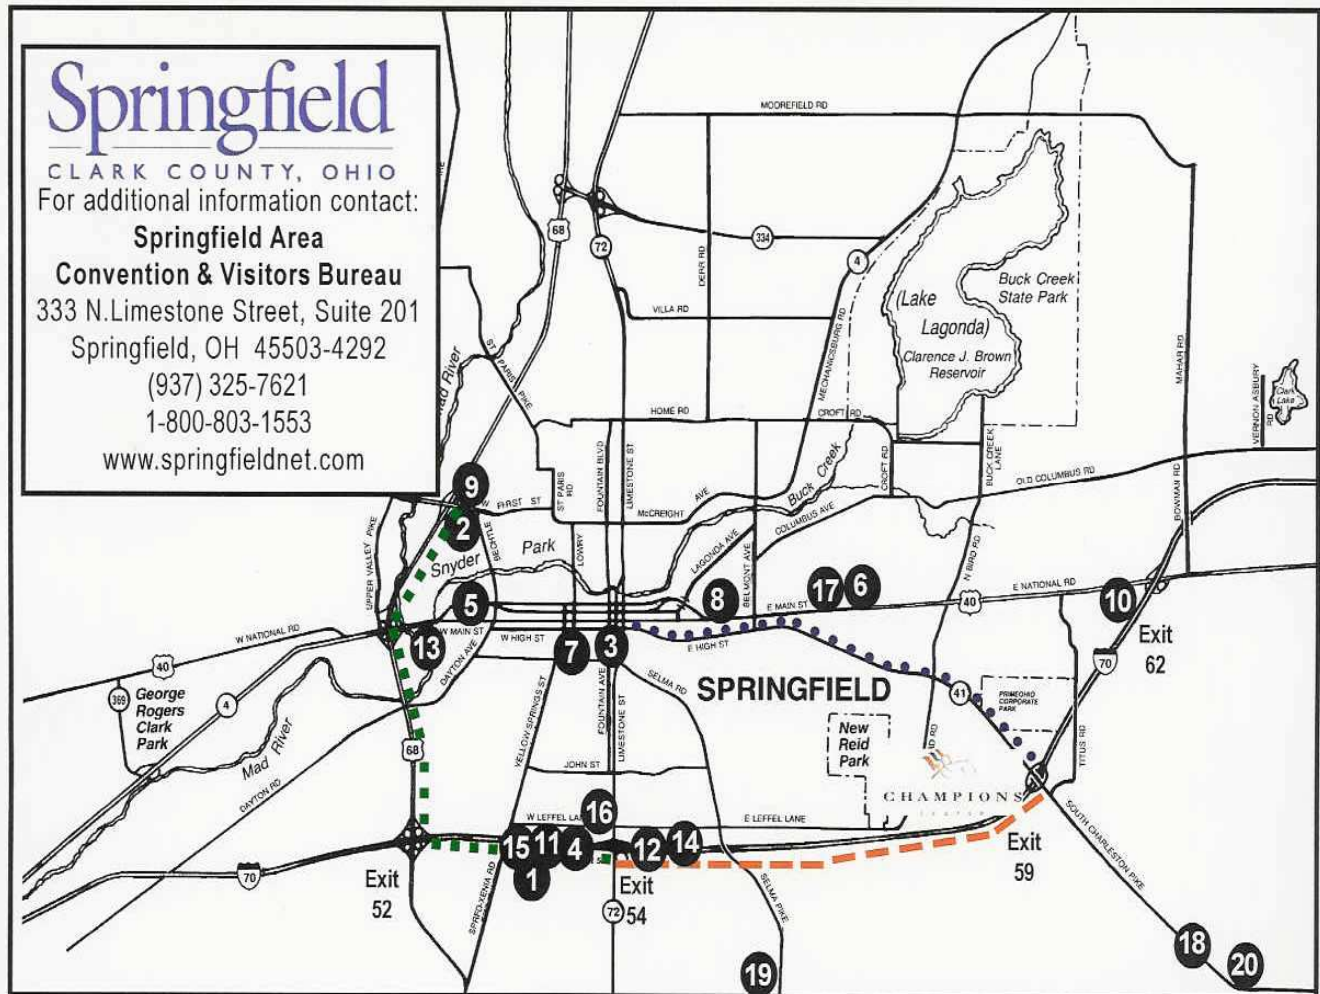 Springfield
CLARK COUNTY, OHIO
For additional information contact:
Springfield Area
Convention & Visitors Bureau
333 N.Limestone Street, Suite 201
Springfield, OH 45503-4292
(937) 325-7621
1-800-803-1553
www.springfieldnet.com
MOOREFIELD RD
68
72
334
4
DERR RD
VILLA RD
MECHANICSBURG RD
(Lake
Lagonda)
Clarence J. Brown
Reservoir
Buck Creek
State Park
MAHAR RD
VERNON ASBURY
RD
Clark
Lake
Mad River
ST PARIS PIKE
HOME RD
CROFT RD
FOUNTAIN BLVD
LIMESTONE ST
ST PARIS
RD
Buck Creek
CROFT RD
BUCK CREEK
LANE
OLD COLUMBUS RD
BOWMAN RD
9
W FIRST ST
McCREIGHT AVE
COLUMBUS AVE
2
UPPER VALLEY PIKE
BECHTLE
Snyder Park
LOWRY
LAGONDA AVE
BELMONT AVE
N BIRD RD
5
8
17
6
E MAIN ST
E NATIONAL RD
40
10
Exit
62
70
W NATIONAL RD
40
13
W MAIN ST
W HIGH ST
DAYTON AVE
7
3
E HIGH ST
SELMA RD
SPRINGFIELD
41
PRIMEOHIO
CORPORATE
PARK
TITUS RD
369
George
Rogers
Clark
Park
4
Mad River
DAYTON RD
68
YELLOW SPRINGS ST
FOUNTAIN AVE
LIMESTONE ST
JOHN ST
New
Reid
Park
RD
CHAMPIONS
CENTER
W LEFFEL LANE
16
E LEFFEL LANE
15
11
4
12
14
1
70
Exit
52
SPRFD-XENIA RD
Exit
54
72
SELMA PIKE
Exit
59
SOUTH CHARLESTON PIKE
18
20
19